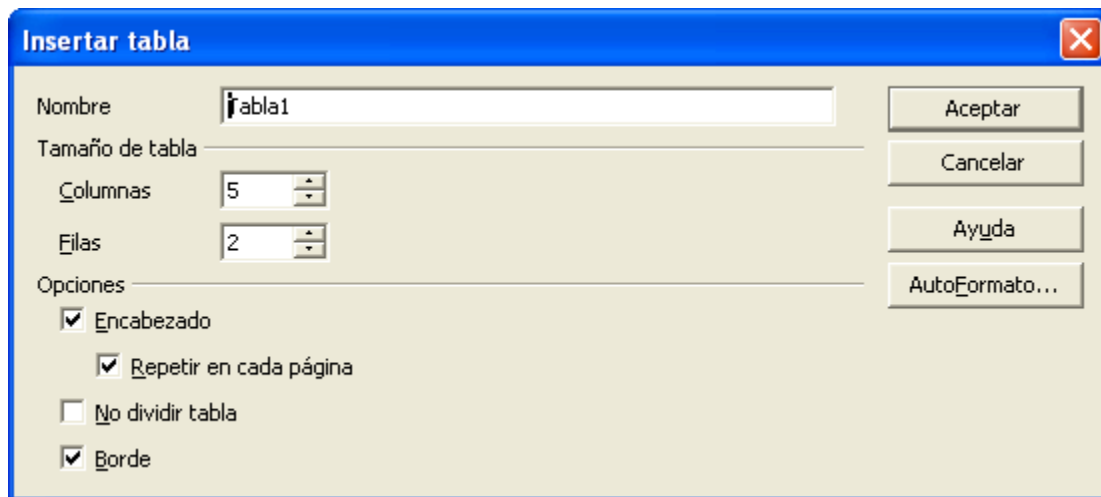 Insertar tabla
Nombre Tabla1 Aceptar
Tamaño de tabla Cancelar
Columnas 5
Filas 2 Ayuda
Opciones AutoFormato...
Encabezado
Repetir en cada página
No dividir tabla
Borde